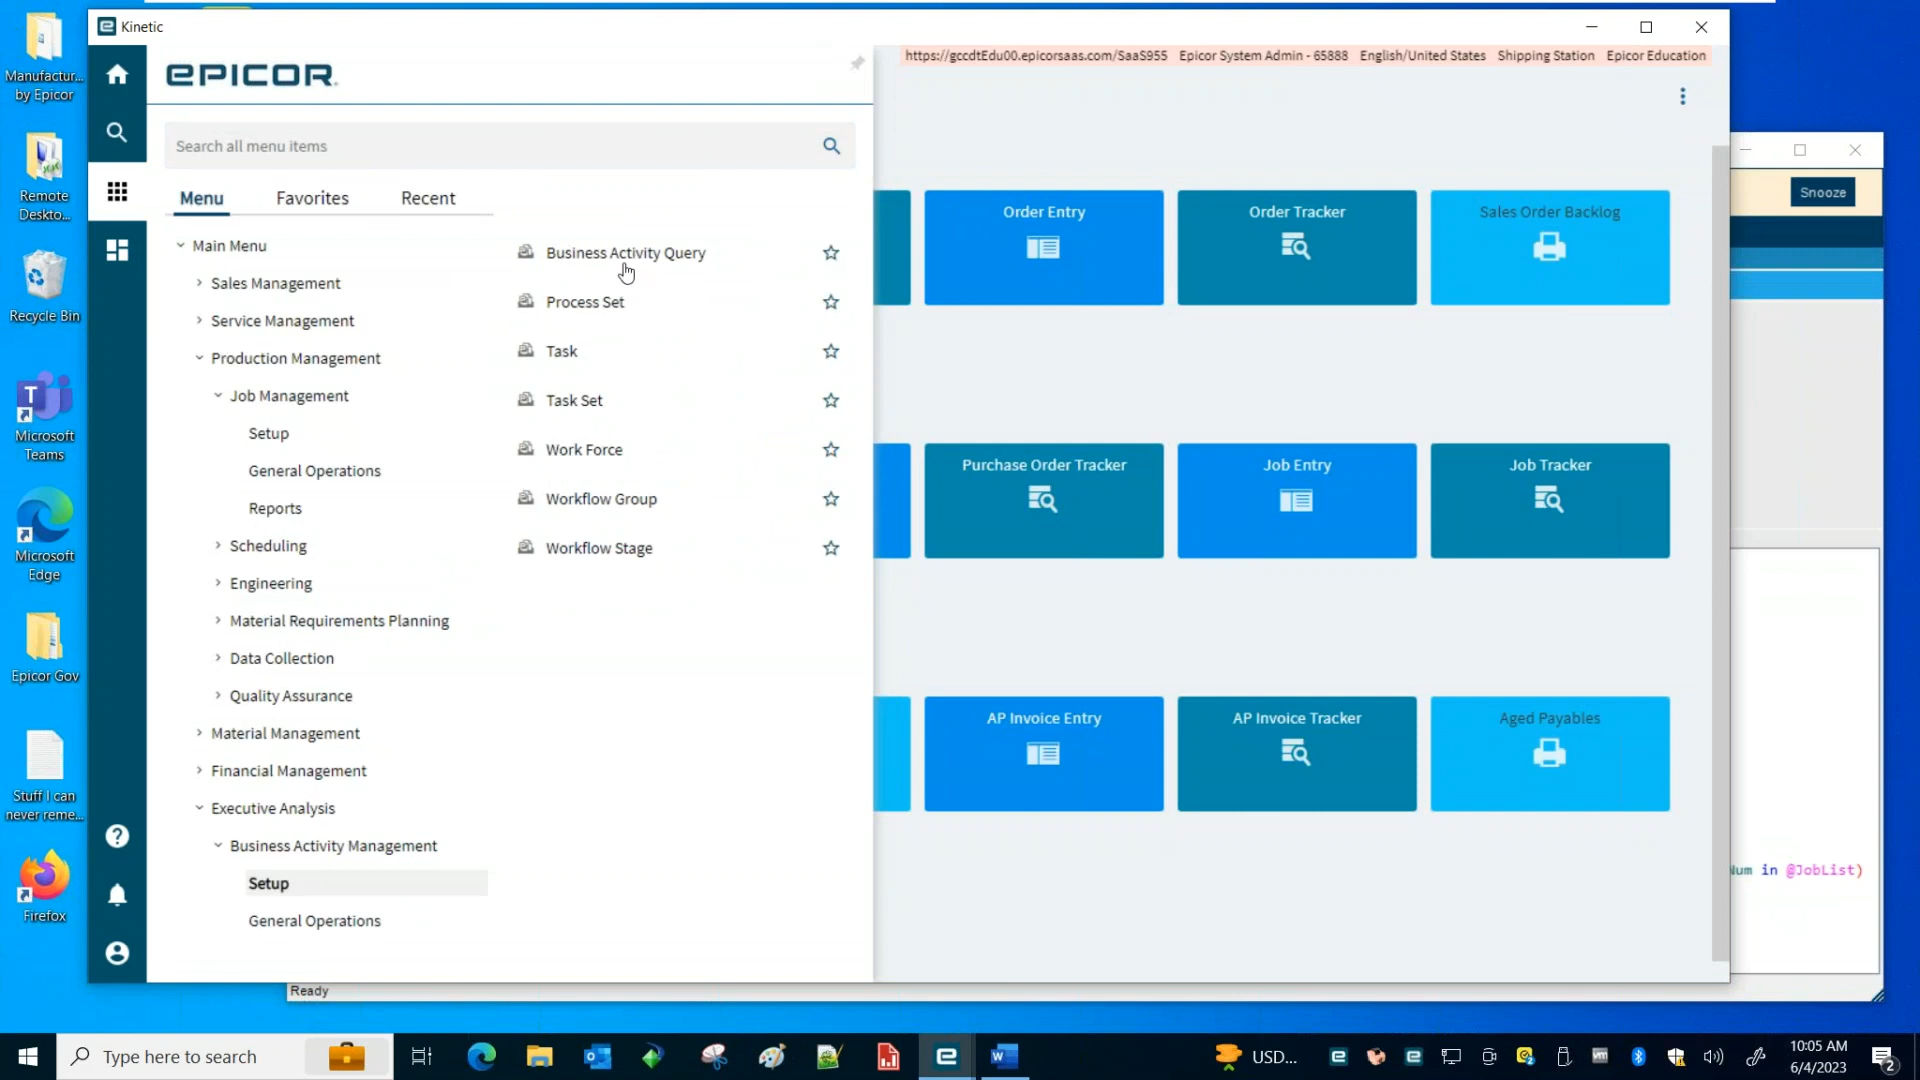 Manufactur...
by Epicor
Remote
Deskto...
Recycle Bin
Microsoft
Teams
Microsoft
Edge
Epicor Gov
Stuff I can
never reme...
Firefox
Kinetic
EPICOR
https://gccdtEdu00.epicorsaas.com/SaaS955 Epicor System Admin - 65888 English/United States Shipping Station Epicor Education
Search all menu items
Menu Favorites Recent
Main Menu
Sales Management
Service Management
Production Management
Job Management
Setup
General Operations
Reports
Scheduling
Engineering
Material Requirements Planning
Data Collection
Quality Assurance
Material Management
Financial Management
Executive Analysis
Business Activity Management
Setup
General Operations
Business Activity Query
Process Set
Task
Task Set
Work Force
Workflow Group
Workflow Stage
Order Entry
Order Tracker
Sales Order Backlog
Purchase Order Tracker
Job Entry
Job Tracker
AP Invoice Entry
AP Invoice Tracker
Aged Payables
Snooze
Num in @JobList)
Ready
Type here to search
USD...
10:05 AM
6/4/2023
2